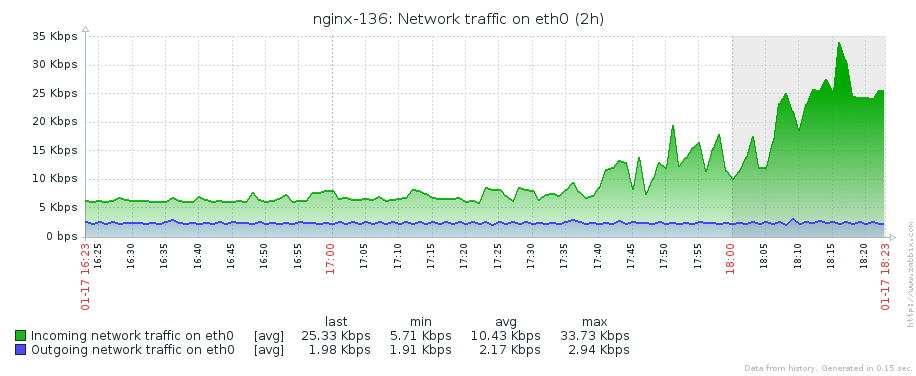 nginx-136: Network traffic on eth0 (2h)
35 Kbps
30 Kbps
25 Kbps
20 Kbps
15 Kbps
10 Kbps
5 Kbps
0 bps
01-17 16:23
16:25
16:30
16:35
16:40
16:45
16:50
16:55
17:00
17:05
17:10
17:15
17:20
17:25
17:30
17:35
17:40
17:45
17:50
17:55
18:00
18:05
18:10
18:15
18:20
01-17 18:23
http://www.zabbix.com
last min avg max
Incoming network traffic on eth0 [avg] 25.33 Kbps 5.71 Kbps 10.43 Kbps 33.73 Kbps
Outgoing network traffic on eth0 [avg] 1.98 Kbps 1.91 Kbps 2.17 Kbps 2.94 Kbps
Data from history. Generated in 0.15 sec.